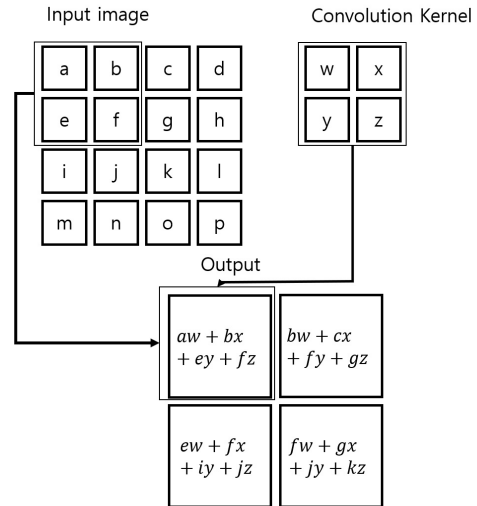 Input image
Convolution Kernel
a b c d
w x
e f g h
y z
i j k l
m n o p
Output
aw + bx
+ ey + fz
bw + cx
+ fy + gz
ew + fx
+ iy + jz
fw + gx
+ jy + kz